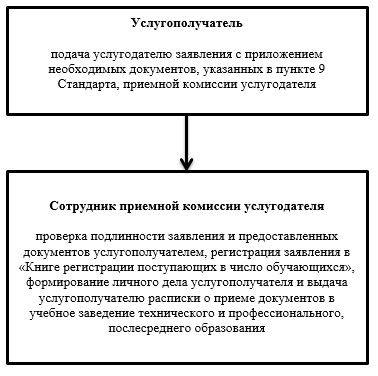 Услугополучатель
подача услугодателю заявления с приложением
необходимых документов, указанных в пункте 9
Стандарта, приемной комиссии услугодателя
Сотрудник приемной комиссии услугодателя
проверка подлинности заявления и предоставленных
документов услугополучателем, регистрация заявления в
«Книге регистрации поступающих в число обучающихся»,
формирование личного дела услугополучателя и выдача
услугополучателю расписки о приеме документов в
учебное заведение технического и профессионального,
послесреднего образования